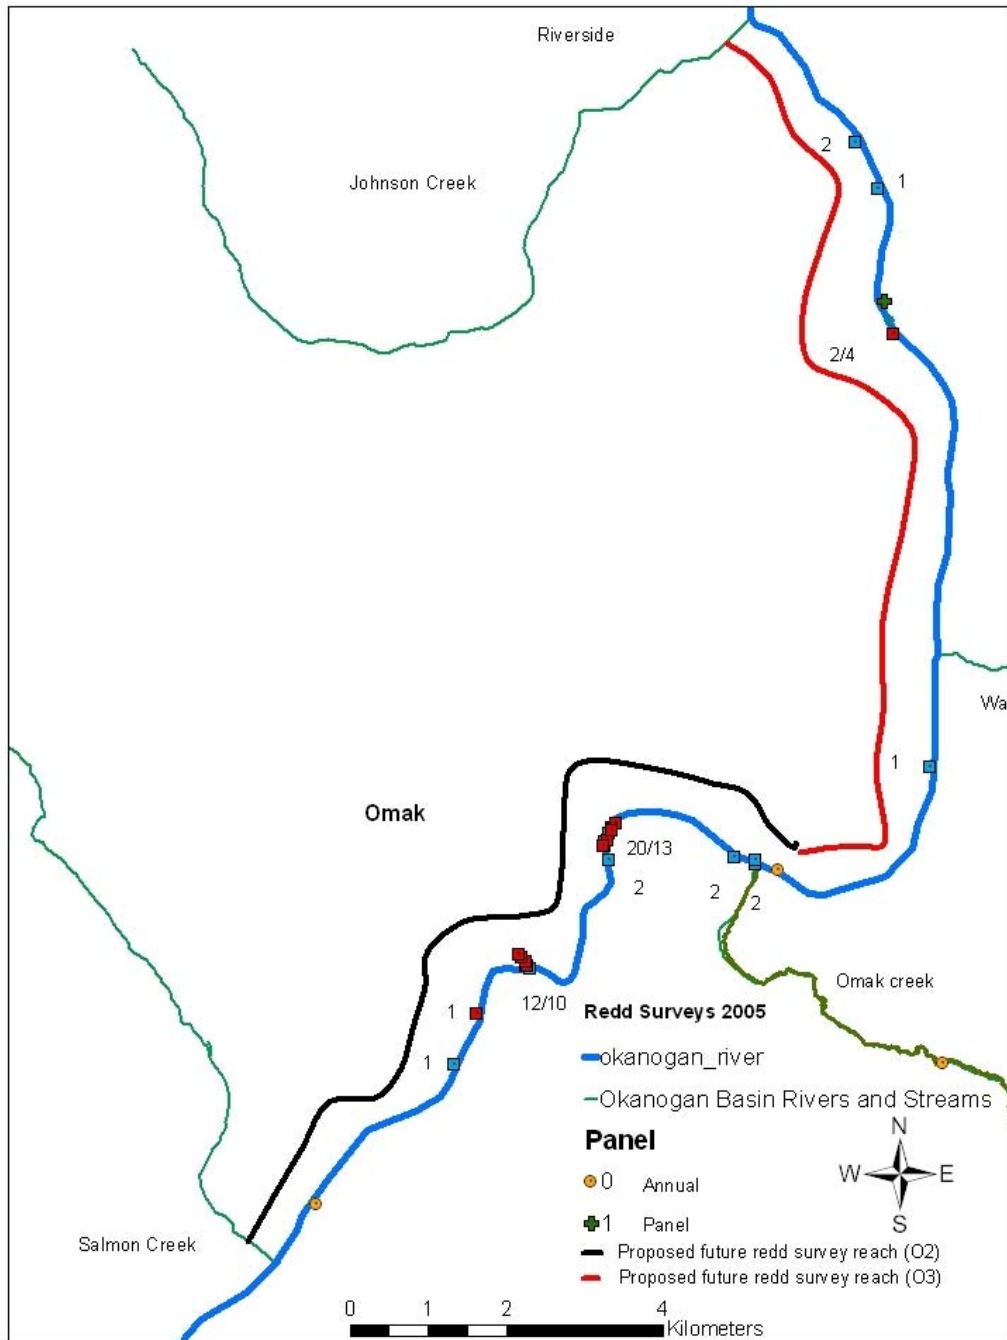 Riverside
2
Johnson Creek
1
2/4
Wa
1
Omak
20/13
2
2
2
Omak creek
12/10
1
Redd Surveys 2005
1
okanogan_river
Okanogan Basin Rivers and Streams
Panel
N
W
E
S
0 Annual
1 Panel
Salmon Creek
Proposed future redd survey reach (O2)
Proposed future redd survey reach (O3)
0 1 2 4
Kilometers